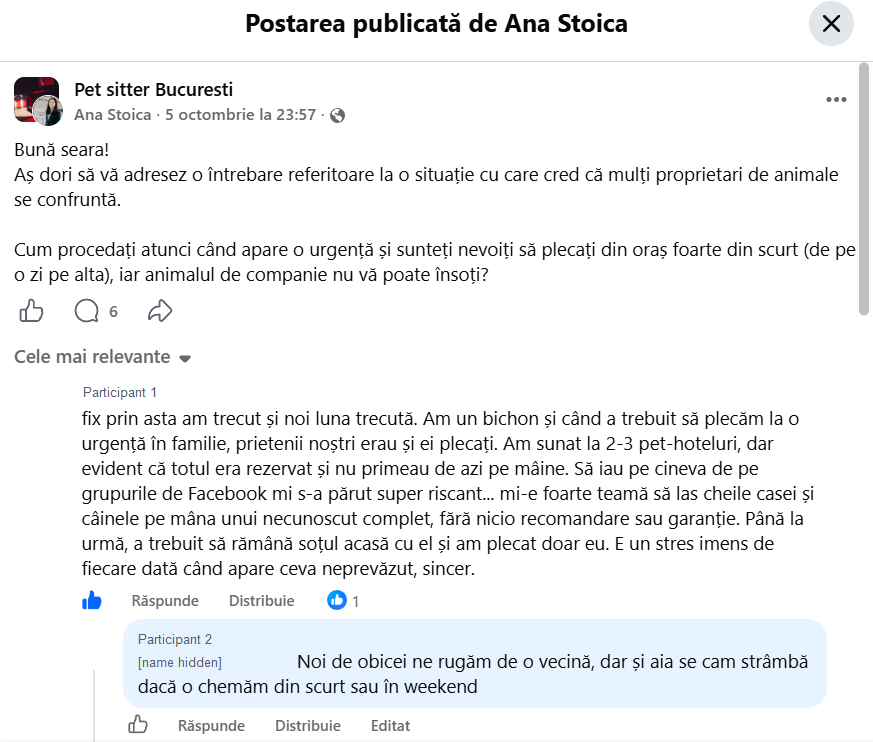 Postarea publicată de Ana Stoica
Pet sitter Bucuresti
Ana Stoica · 5 octombrie la 23:57 ·
Bună seara!
Aș dori să vă adresez o întrebare referitoare la o situație cu care cred că mulți proprietari de animale
se confruntă.
Cum procedați atunci când apare o urgență și sunteți nevoiți să plecați din oraș foarte din scurt (de pe
o zi pe alta), iar animalul de companie nu vă poate însoți?
6
Cele mai relevante
Participant 1
fix prin asta am trecut și noi luna trecută. Am un bichon și când a trebuit să plecăm la o
urgență în familie, prietenii noștri erau și ei plecați. Am sunat la 2-3 pet-hoteluri, dar
evident că totul era rezervat și nu primeau de azi pe mâine. Să iau pe cineva de pe
grupurile de Facebook mi s-a părut super riscant... mi-e foarte teamă să las cheile casei și
câinele pe mâna unui necunoscut complet, fără nicio recomandare sau garanție. Până la
urmă, a trebuit să rămână soțul acasă cu el și am plecat doar eu. E un stres imens de
fiecare dată când apare ceva neprevăzut, sincer.
Răspunde Distribuie 1
Participant 2
[name hidden] Noi de obicei ne rugăm de o vecină, dar și aia se cam strâmbă
dacă o chemăm din scurt sau în weekend
Răspunde Distribuie Editat